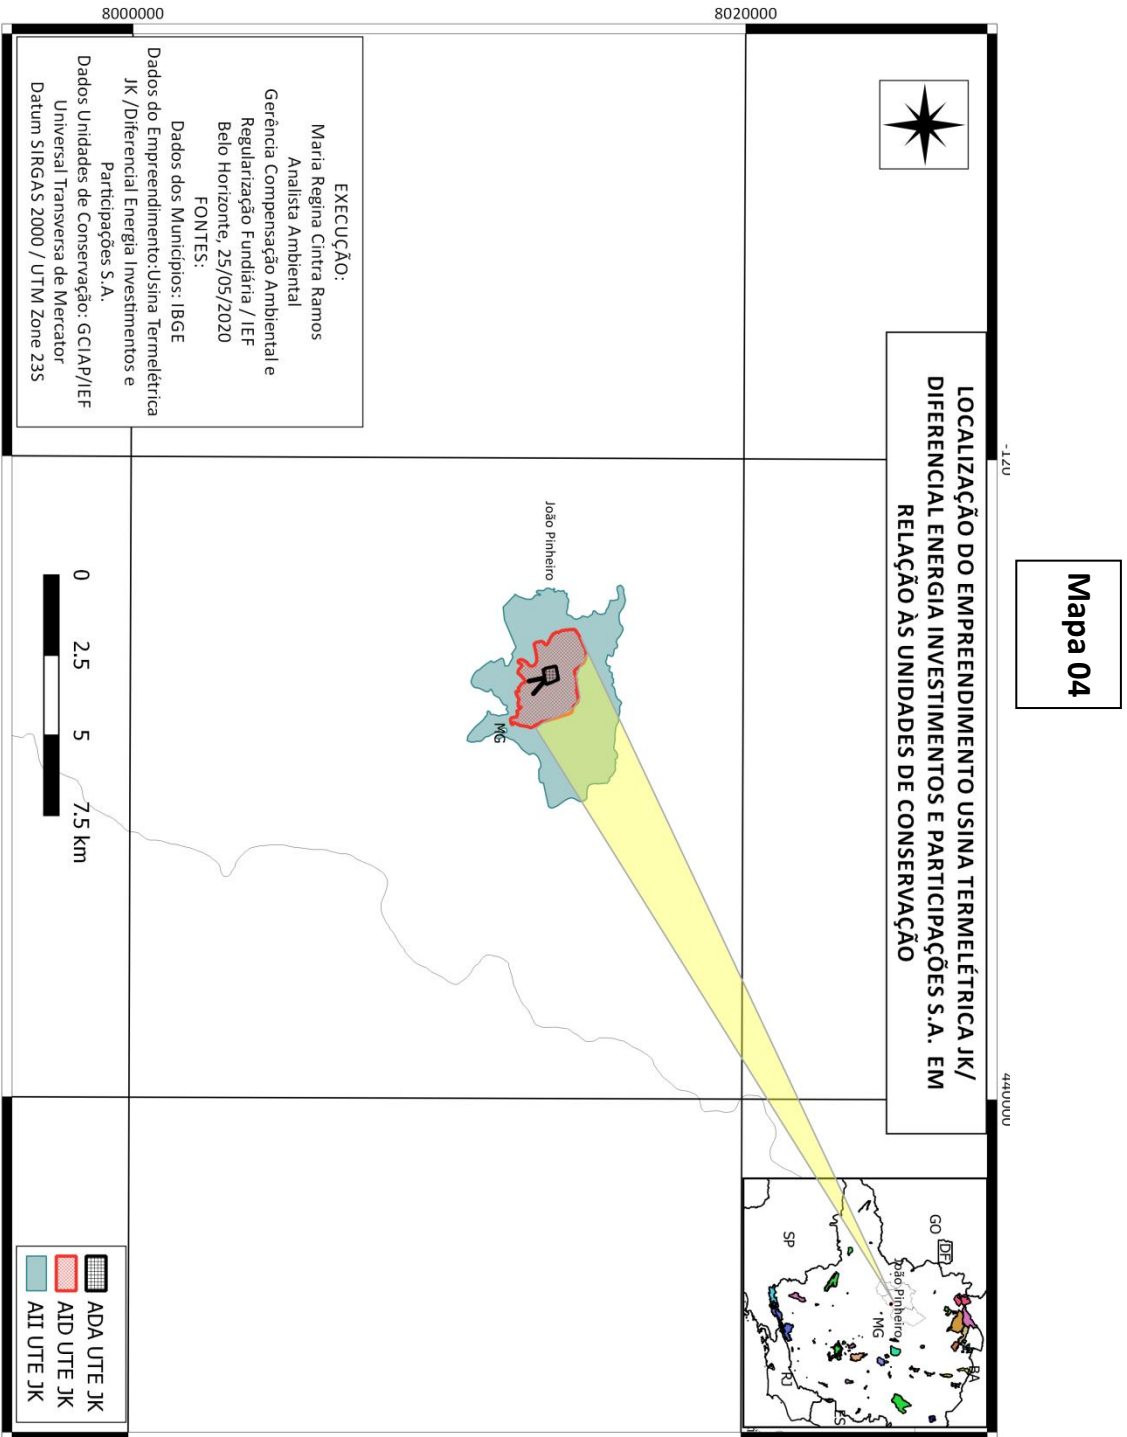 Mapa 04
LOCALIZAÇÃO DO EMPREENDIMENTO USINA TERMELÉTRICA JK/
DIFERENCIAL ENERGIA INVESTIMENTOS E PARTICIPAÇÕES S.A. EM
RELAÇÃO ÀS UNIDADES DE CONSERVAÇÃO
440000
8020000
8000000
GO
DF
BA
SP
MG
João Pinheiro
RJ
ES
João Pinheiro
MG
EXECUÇÃO:
Maria Regina Cintra Ramos
Analista Ambiental
Gerência Compensação Ambiental e
Regularização Fundiária / IEF
Belo Horizonte, 25/05/2020
FONTES:
Dados dos Municípios: IBGE
Dados do Empreendimento:Usina Termelétrica
JK /Diferencial Energia Investimentos e
Participações S.A.
Dados Unidades de Conservação: GCIAP/IEF
Universal Transversa de Mercator
Datum SIRGAS 2000 / UTM Zone 23S
0 2.5 5 7.5 km
ADA UTE JK
AID UTE JK
AII UTE JK